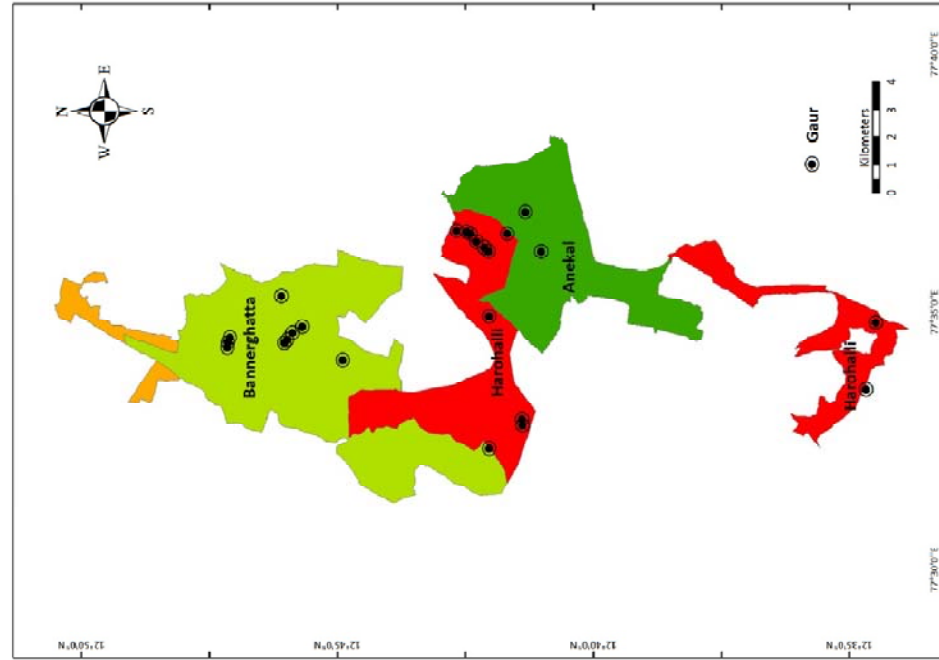 N
W E
S
Bannerghatta
Harohalli
Anekal
Harohalli
Gaur
Kilometers
0 1 2 3 4
12°50'0"N
12°45'0"N
12°40'0"N
12°35'0"N
77°30'0"E
77°35'0"E
77°40'0"E